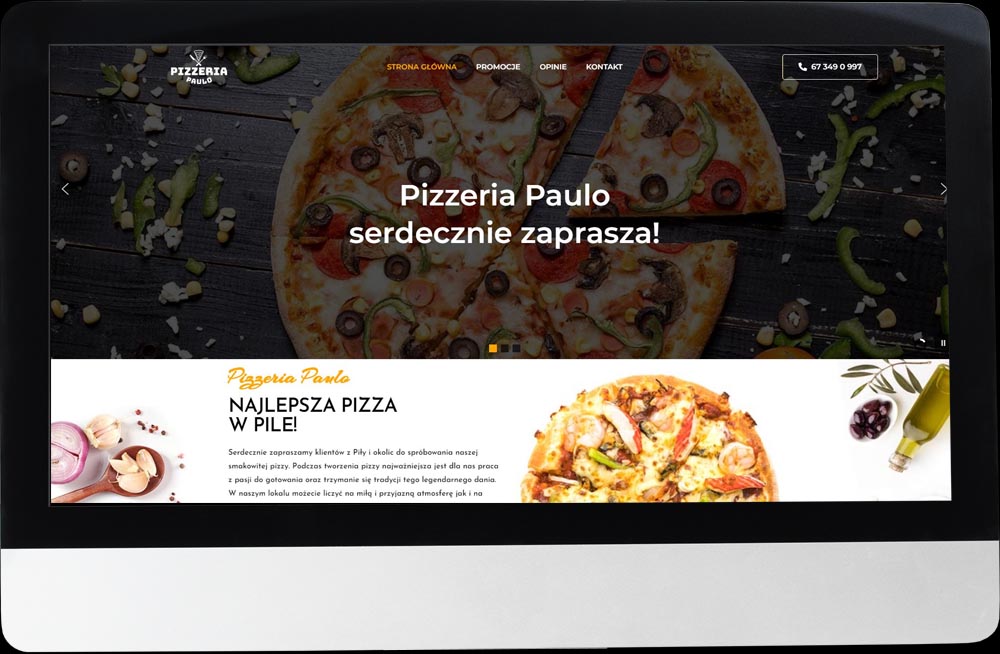 PIZZERIA
PAULO
STRONA GŁÓWNA PROMOCJE OPINIE KONTAKT
67 349 0 997
Pizzeria Paulo
serdecznie zaprasza!
Pizzeria Paulo
NAJLEPSZA PIZZA
W PILE!
Serdecznie zapraszamy klientów z Piły i okolic do spróbowania naszej
smakowitej pizzy. Podczas tworzenia pizzy najważniejsza jest dla nas praca
z pasji do gotowania oraz trzymanie się tradycji tego legendarnego dania.
W naszym lokalu możecie liczyć na miłą i przyjazną atmosferę jak i na